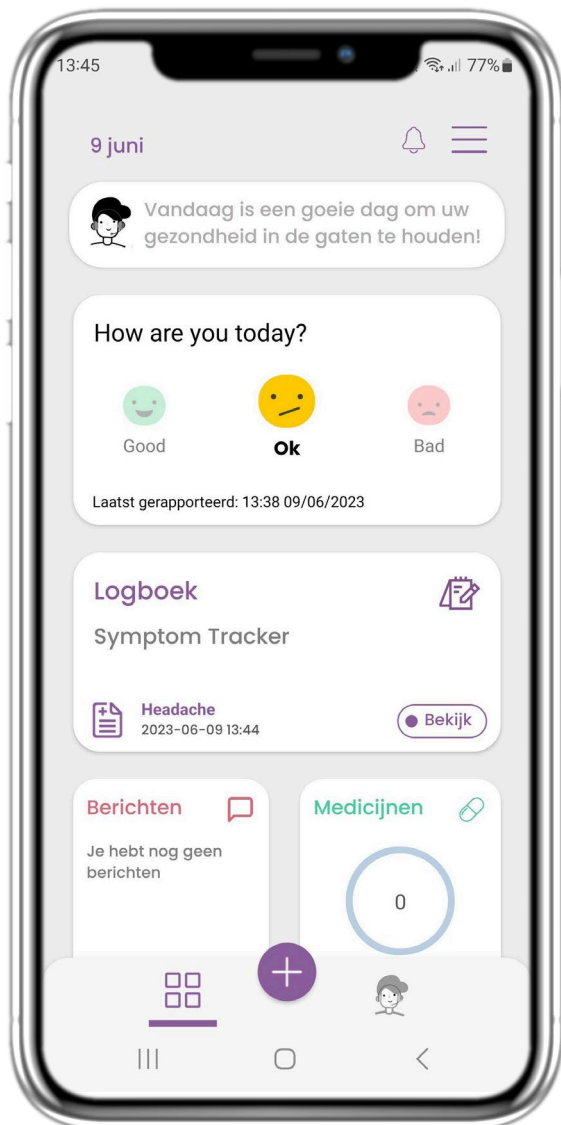 13:45
77%
9 juni
Vandaag is een goeie dag om uw
gezondheid in de gaten te houden!
How are you today?
Good
Ok
Bad
Laatst gerapporteerd: 13:38 09/06/2023
Logboek
Symptom Tracker
Headache
2023-06-09 13:44
Bekijk
Berichten
Je hebt nog geen
berichten
Medicijnen
0